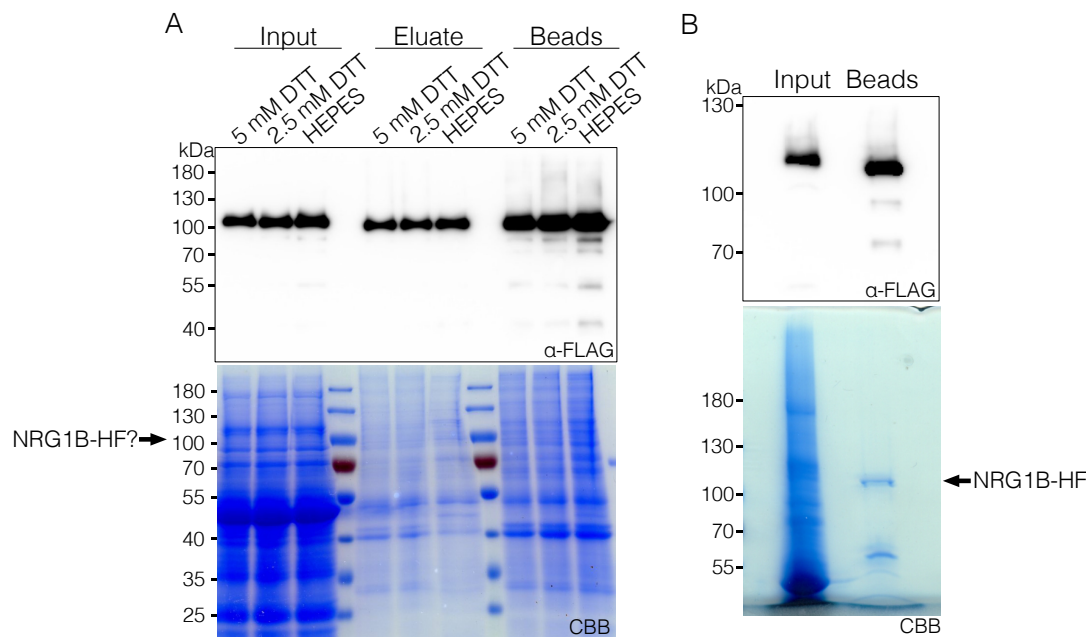 A
Input Eluate Beads
5 mM DTT
2.5 mM DTT
HEPES
5 mM DTT
2.5 mM DTT
HEPES
5 mM DTT
2.5 mM DTT
HEPES
kDa
180
130
100
70
55
40
α-FLAG
180
130
NRG1B-HF?
100
70
55
40
35
25
CBB
B
Input Beads
kDa
130
100
70
α-FLAG
180
130
100
NRG1B-HF
70
55
CBB